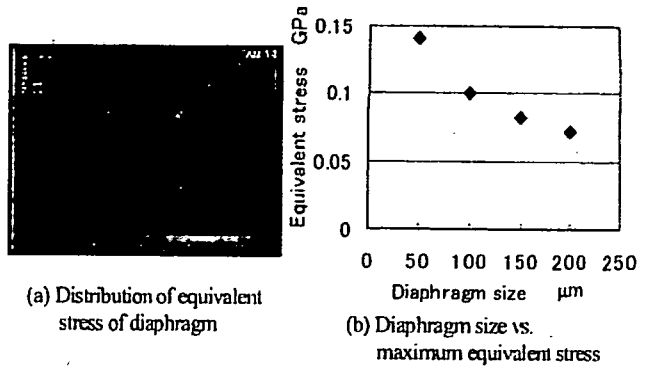 (a) Distribution of equivalent
stress of diaphragm
Equivalent stress GPa
0.15
0.1
0.05
0
0 50 100 150 200 250
Diaphragm size μm
(b) Diaphragm size vs.
maximum equivalent stress